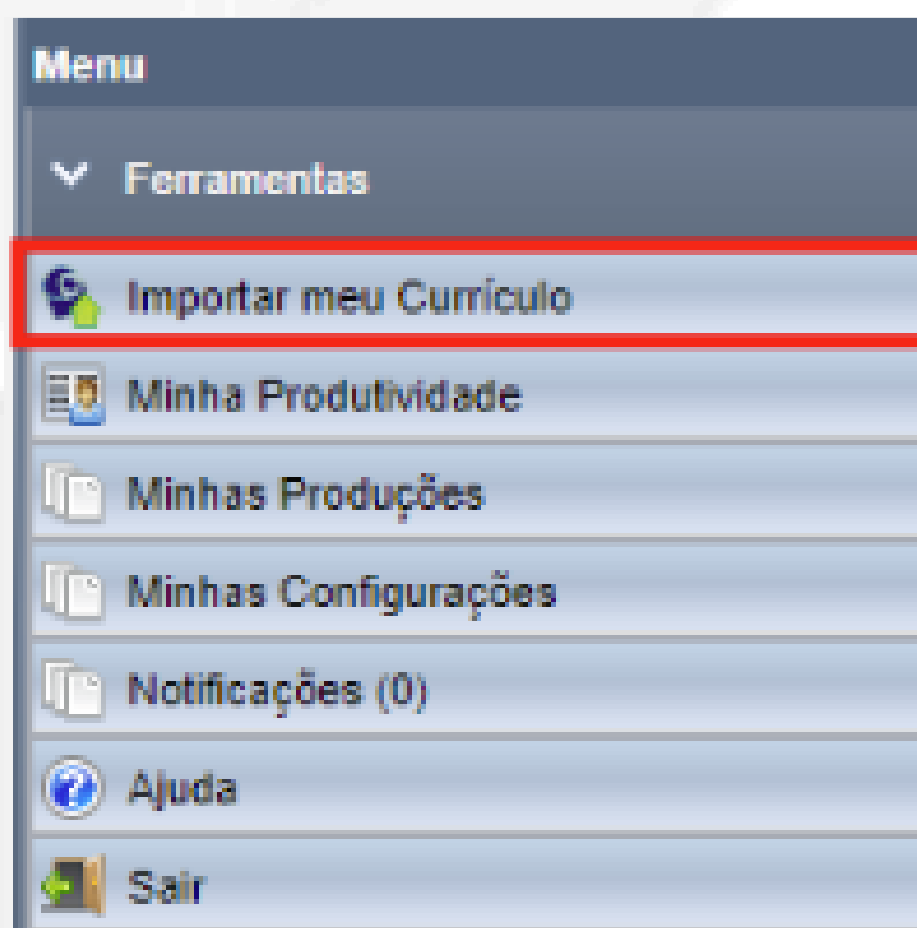 Menu
Ferramentas
Importar meu Currículo
Minha Produtividade
Minhas Produções
Minhas Configurações
Notificações (0)
Ajuda
Sair